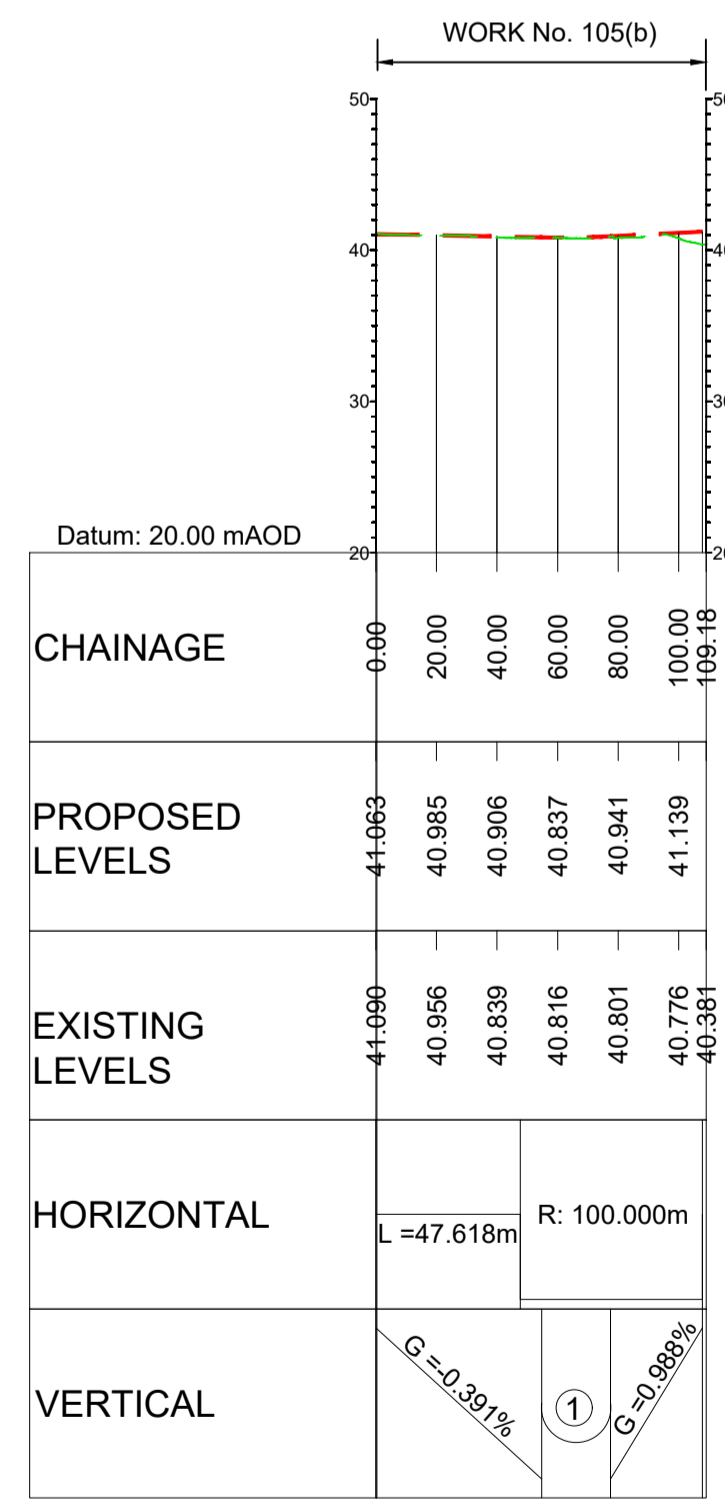 WORK No. 105(b)
50
50
40
40
30
30
Datum: 20.00 mAOD
20
20
CHAINAGE
0.00
20.00
40.00
60.00
80.00
100.00
109.18
PROPOSED
LEVELS
41.063
40.985
40.906
40.837
40.941
41.139
EXISTING
LEVELS
41.090
40.956
40.839
40.816
40.801
40.776
40.381
HORIZONTAL
L =47.618m
R: 100.000m
VERTICAL
G =-0.391%
1
G =0.988%